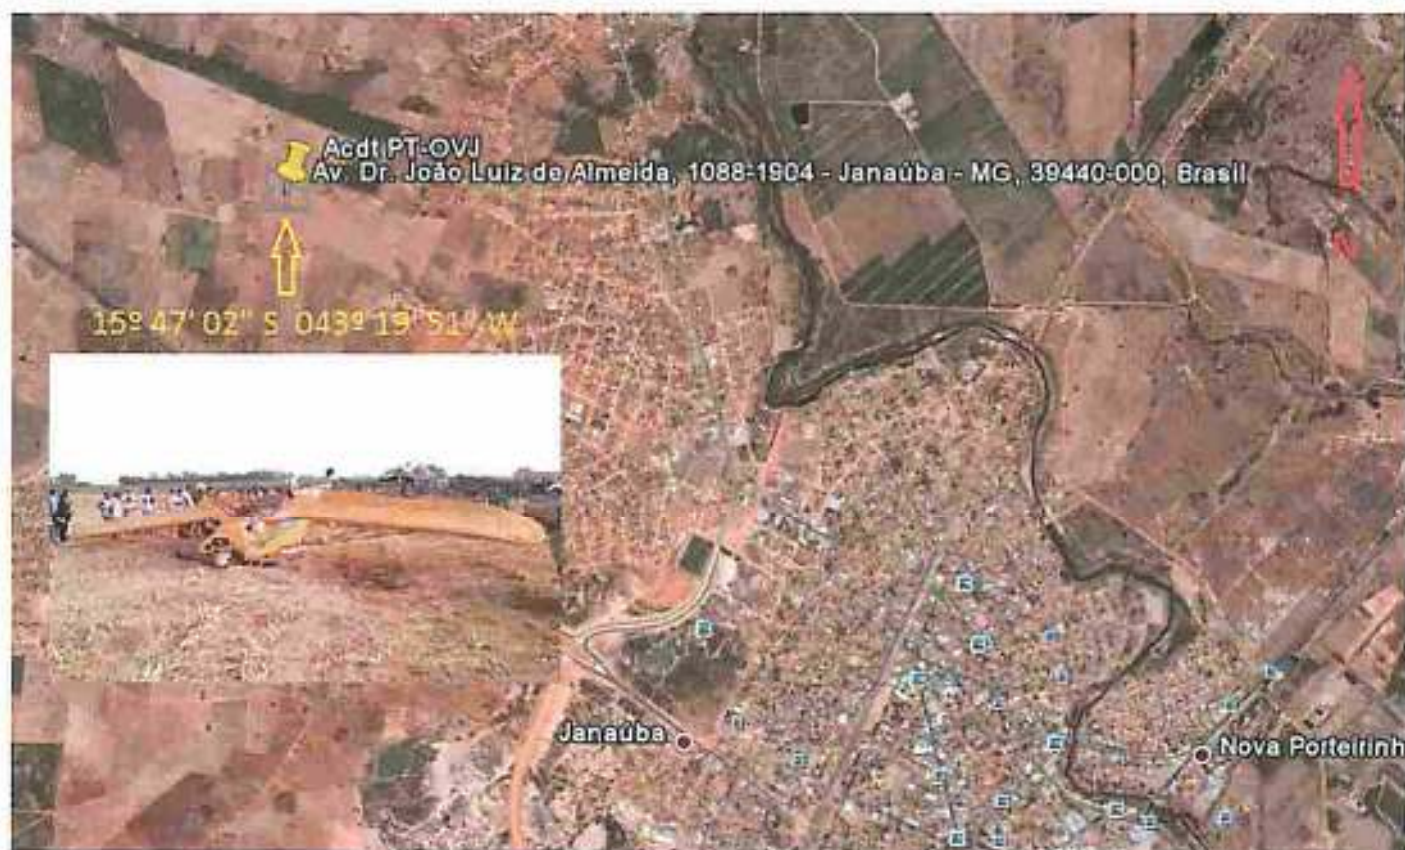 Acdt PT-OVJ
Av. Dr. João Luiz de Almeida, 1088-1904 - Janaúba - MG, 39440-000, Brasil
N
15º 47' 02" S 043º 19' 51" W
Janaúba
Nova Porteirinh